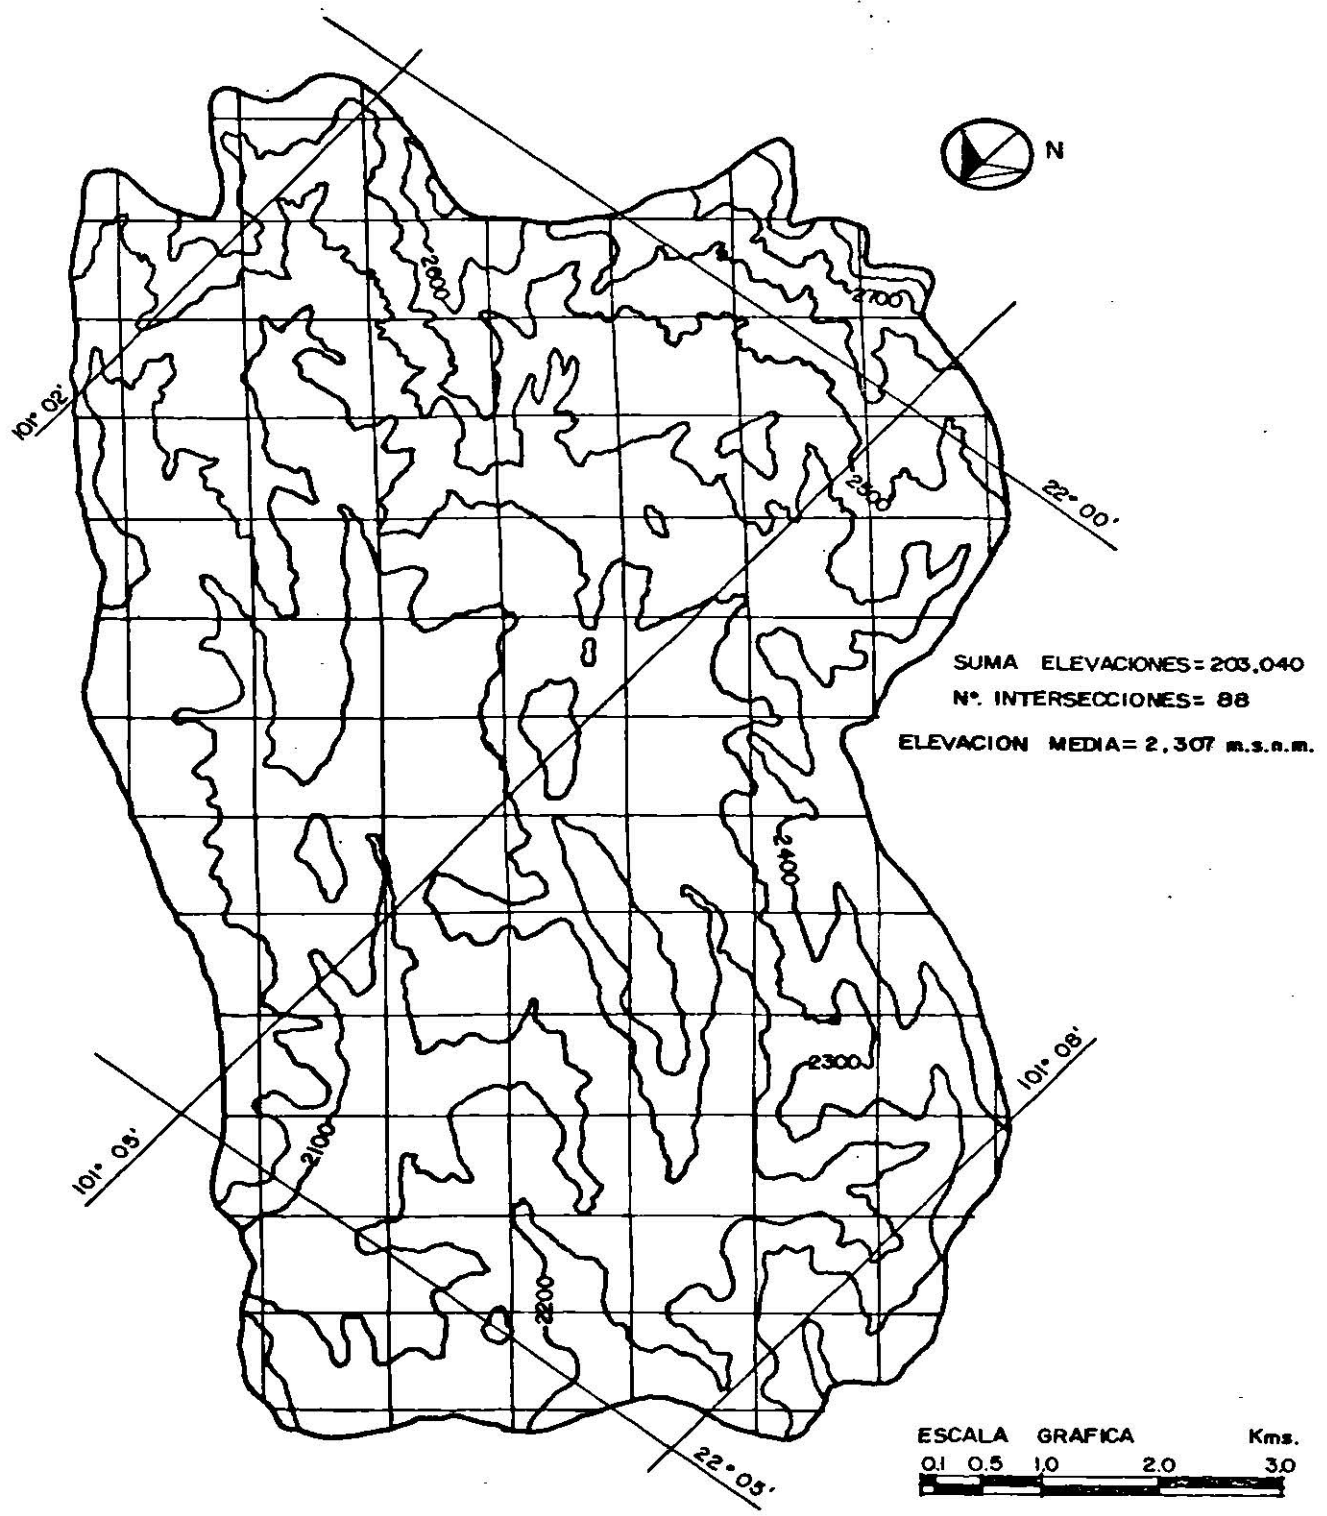 N
2600
2700
101° 02'
2500
22° 00'
SUMA ELEVACIONES = 203,040
N°. INTERSECCIONES = 88
ELEVACION MEDIA = 2,307 m.s.n.m.
2400
2300
101° 08'
2100
101° 05'
2200
22° 05'
ESCALA GRAFICA Kms.
0.1 0.5 1.0 2.0 3.0